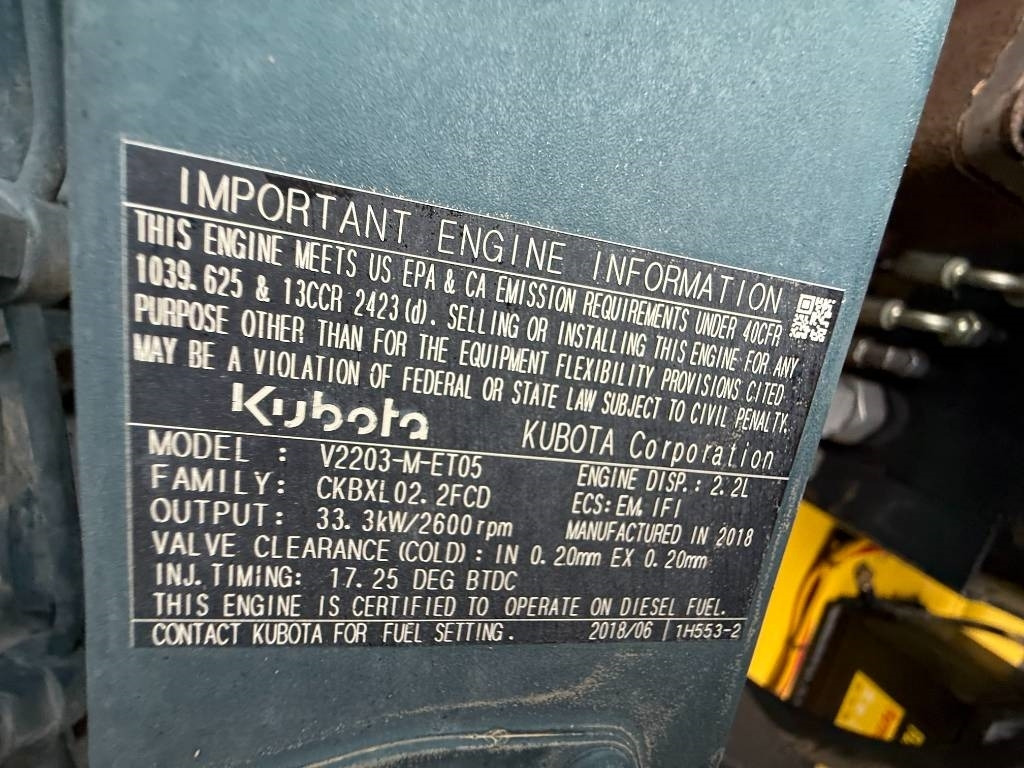 IMPORTANT ENGINE INFORMATION
THIS ENGINE MEETS US EPA & CA EMISSION REQUIREMENTS UNDER 40CFR
1039.625 & 13CCR 2423(d). SELLING OR INSTALLING THIS ENGINE FOR ANY
PURPOSE OTHER THAN FOR THE EQUIPMENT FLEXIBILITY PROVISIONS CITED
MAY BE A VIOLATION OF FEDERAL OR STATE LAW SUBJECT TO CIVIL PENALTY.
Kubota KUBOTA Corporation
MODEL : V2203-M-ET05 ENGINE DISP.: 2.2L
FAMILY: CKBXL02.2FCD ECS:EM,IFI
OUTPUT: 33.3kW/2600rpm MANUFACTURED IN 2018
VALVE CLEARANCE(COLD): IN 0.20mm EX 0.20mm
INJ.TIMING: 17.25 DEG BTDC
THIS ENGINE IS CERTIFIED TO OPERATE ON DIESEL FUEL.
CONTACT KUBOTA FOR FUEL SETTING. 2018/06 1H553-2